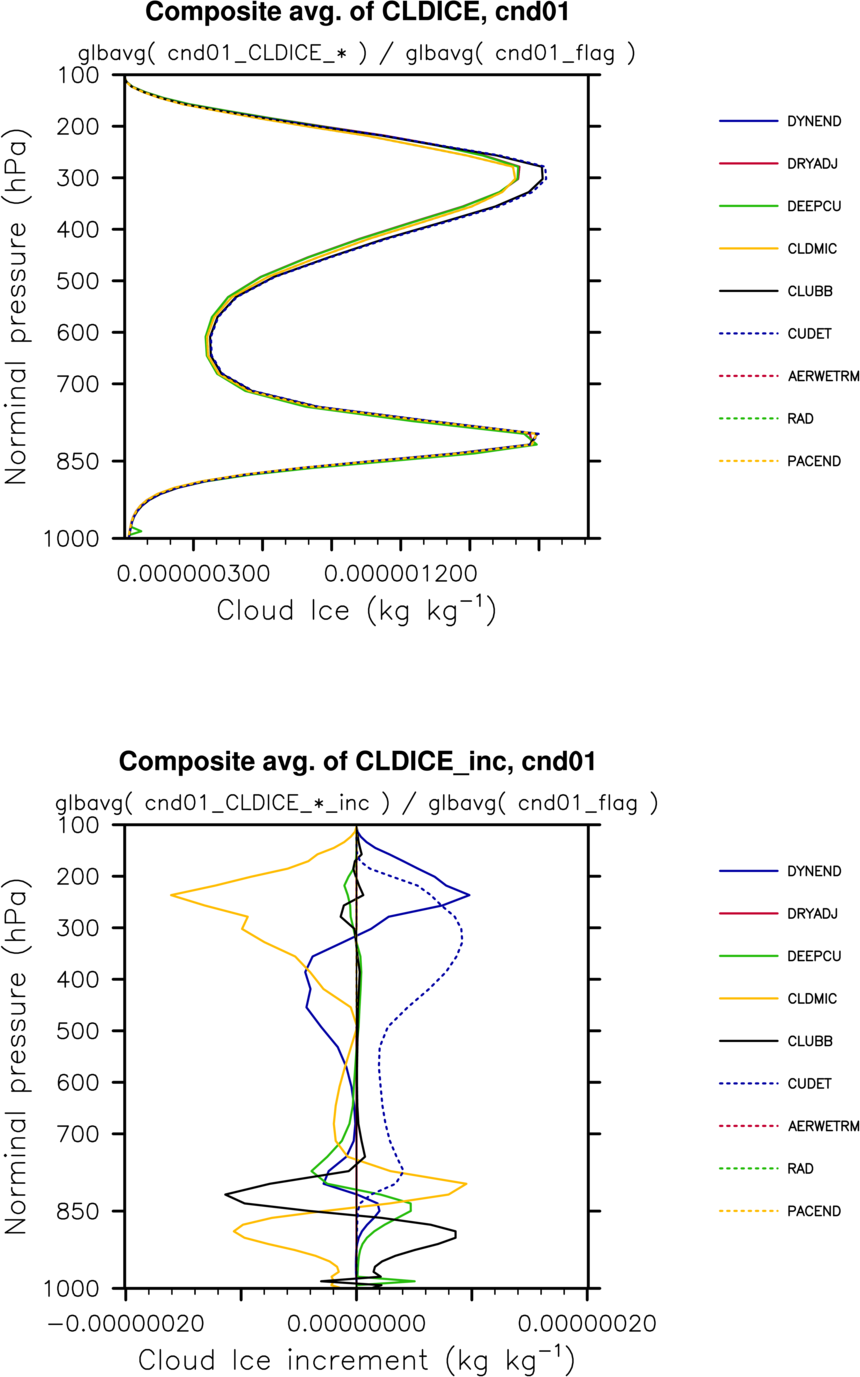 Composite avg. of CLDICE, cnd01
glbavg( cnd01_CLDICE_* ) / glbavg( cnd01_flag )
Norminal pressure (hPa)
100
200
300
400
500
600
700
850
1000
0.000000300
0.000001200
Cloud Ice (kg kg⁻¹)
DYNEND
DRYADJ
DEEPCU
CLDMIC
CLUBB
CUDET
AERWETRM
RAD
PACEND
Composite avg. of CLDICE_inc, cnd01
glbavg( cnd01_CLDICE_*_inc ) / glbavg( cnd01_flag )
Norminal pressure (hPa)
100
200
300
400
500
600
700
850
1000
−0.00000020
0.00000000
0.00000020
Cloud Ice increment (kg kg⁻¹)
DYNEND
DRYADJ
DEEPCU
CLDMIC
CLUBB
CUDET
AERWETRM
RAD
PACEND